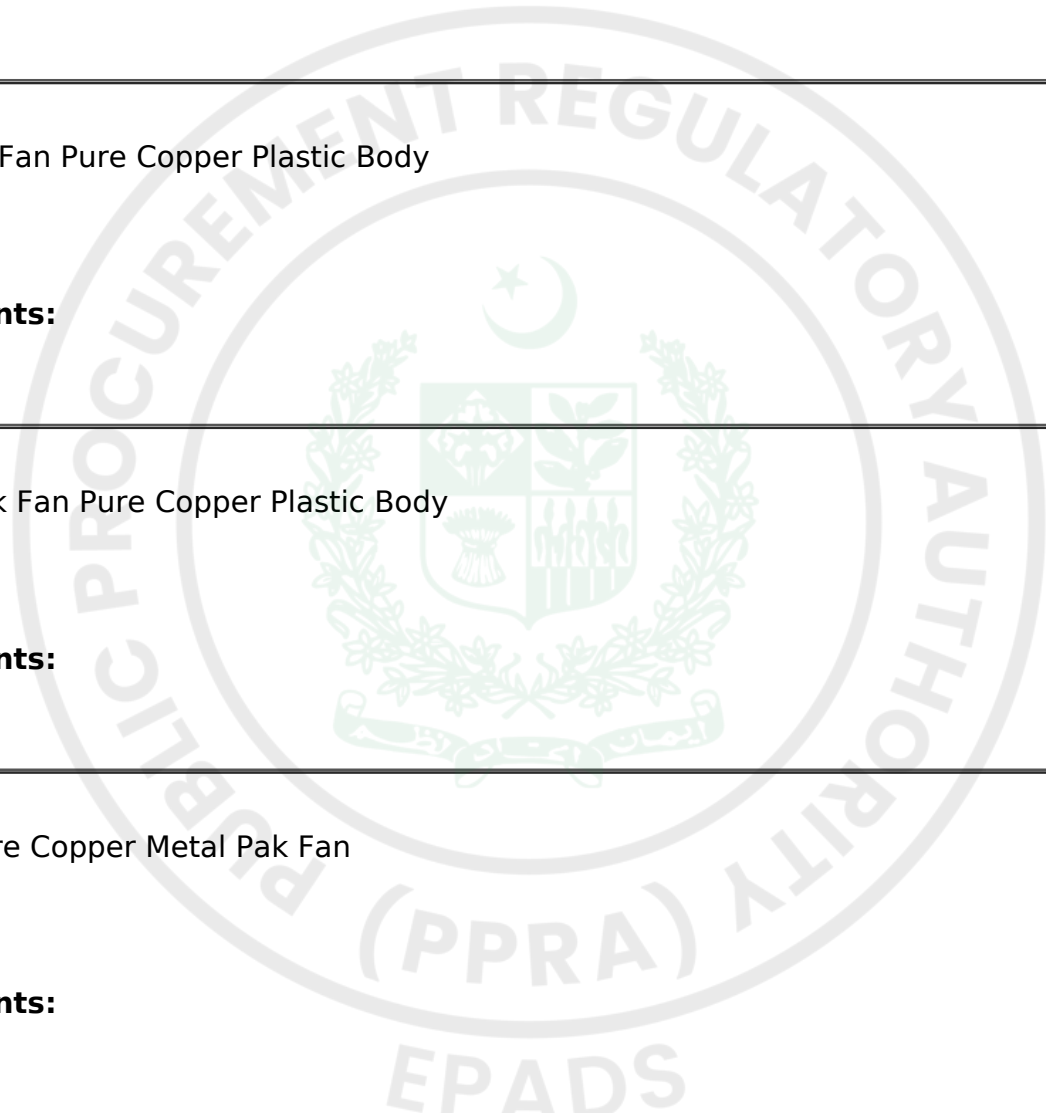 PUBLIC PROCUREMENT REGULATORY AUTHORITY
Fan Pure Copper Plastic Body
nts:
Fan Pure Copper Plastic Body
nts:
Copper Metal Pak Fan
nts:
(PPRA)
EPADS